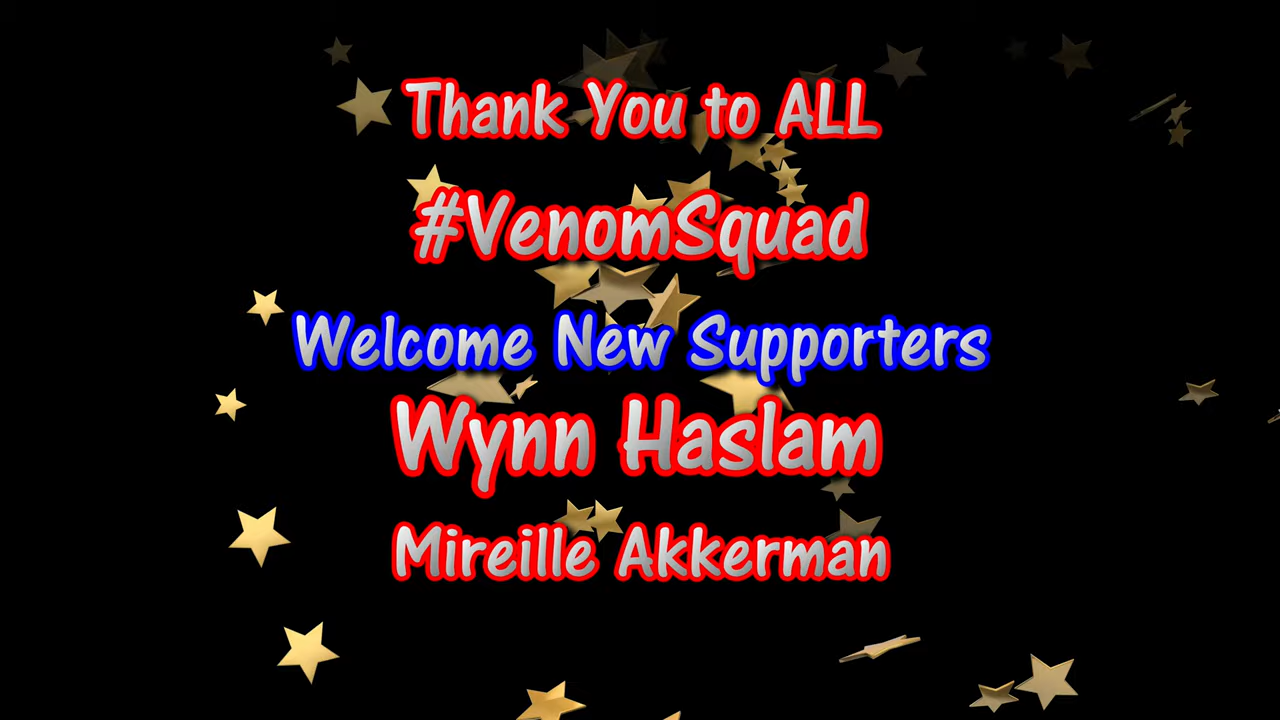 Thank You to ALL
#VenomSquad
Welcome New Supporters
Wynn Haslam
Mireille Akkerman